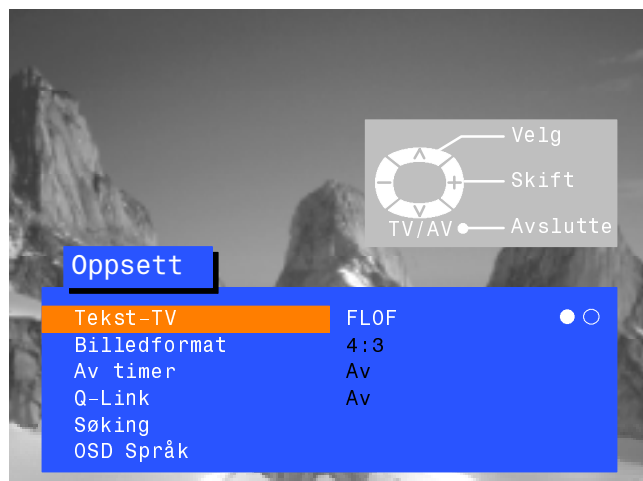 Velg
Skift
TV/AV Avslutte
Oppsett
Tekst-TV FLOF
Billedformat 4:3
Av timer Av
Q-Link Av
Søking
OSD Språk